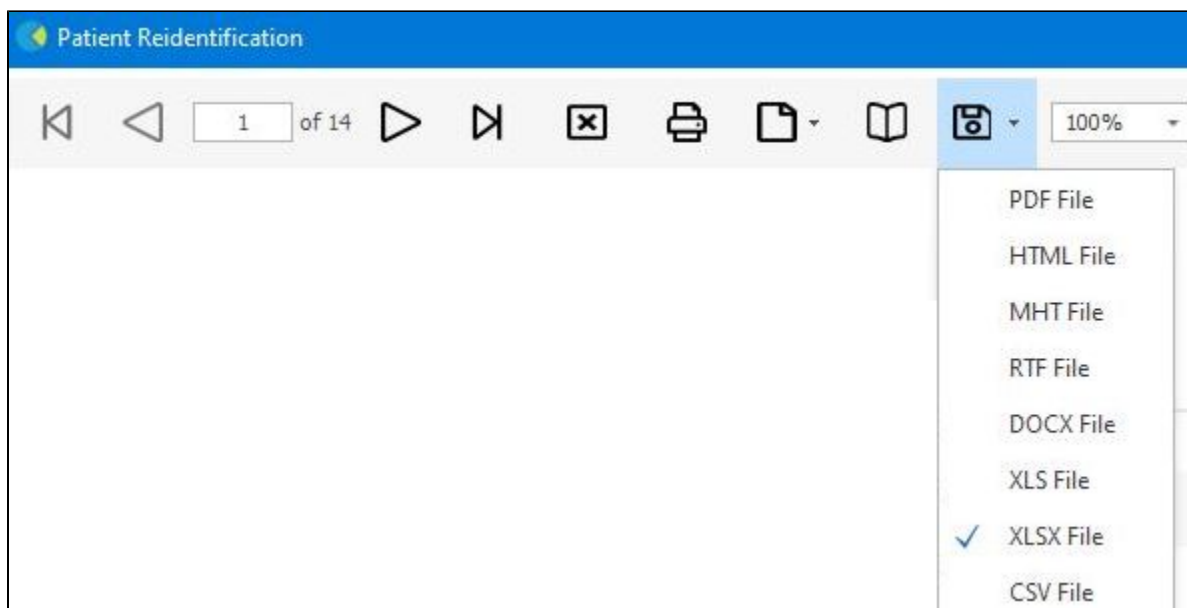 Patient Reidentification
1 of 14 100%
PDF File
HTML File
MHT File
RTF File
DOCX File
XLS File
XLSX File
CSV File